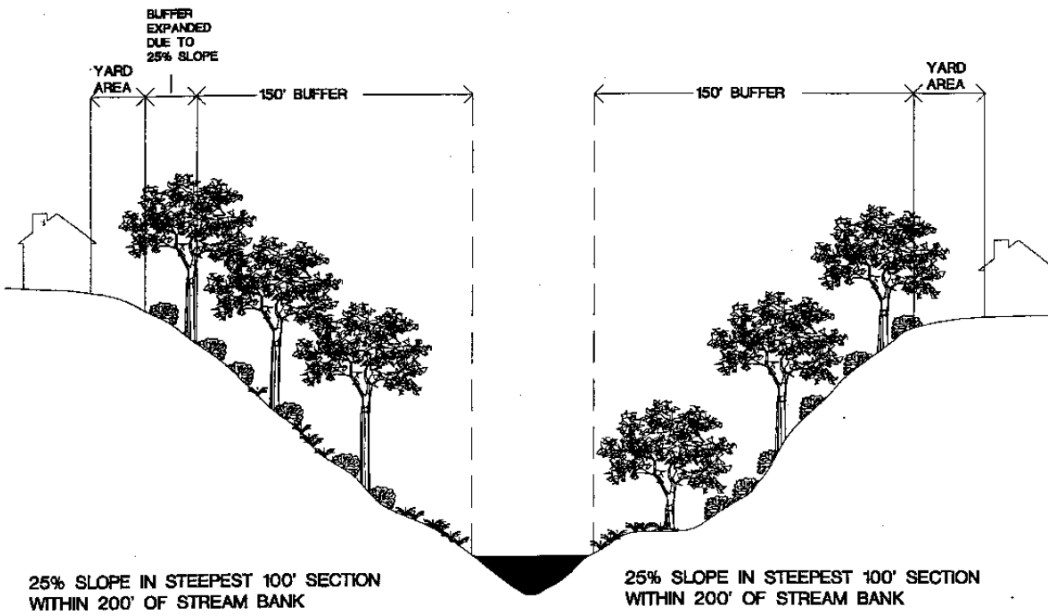 BUFFER
EXPANDED
DUE TO
25% SLOPE
YARD
AREA
150' BUFFER
150' BUFFER
YARD
AREA
25% SLOPE IN STEEPEST 100' SECTION
WITHIN 200' OF STREAM BANK
25% SLOPE IN STEEPEST 100' SECTION
WITHIN 200' OF STREAM BANK